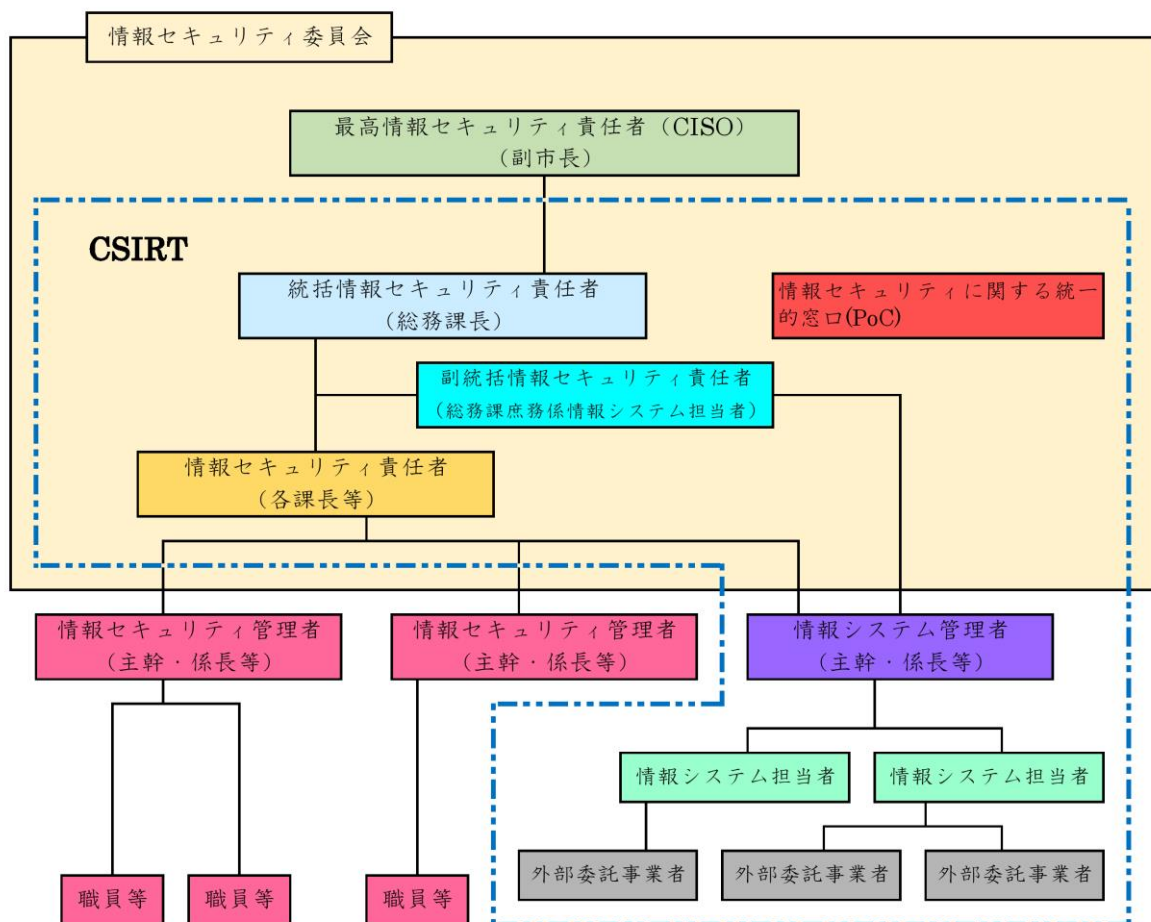 情報セキュリティ委員会
最高情報セキュリティ責任者（CISO）
（副市長）
CSIRT
統括情報セキュリティ責任者
（総務課長）
情報セキュリティに関する統一
的窓口(PoC)
副統括情報セキュリティ責任者
（総務課庶務係情報システム担当者）
情報セキュリティ責任者
（各課長等）
情報セキュリティ管理者
（主幹・係長等）
情報セキュリティ管理者
（主幹・係長等）
情報システム管理者
（主幹・係長等）
情報システム担当者
情報システム担当者
外部委託事業者
外部委託事業者
外部委託事業者
職員等
職員等
職員等